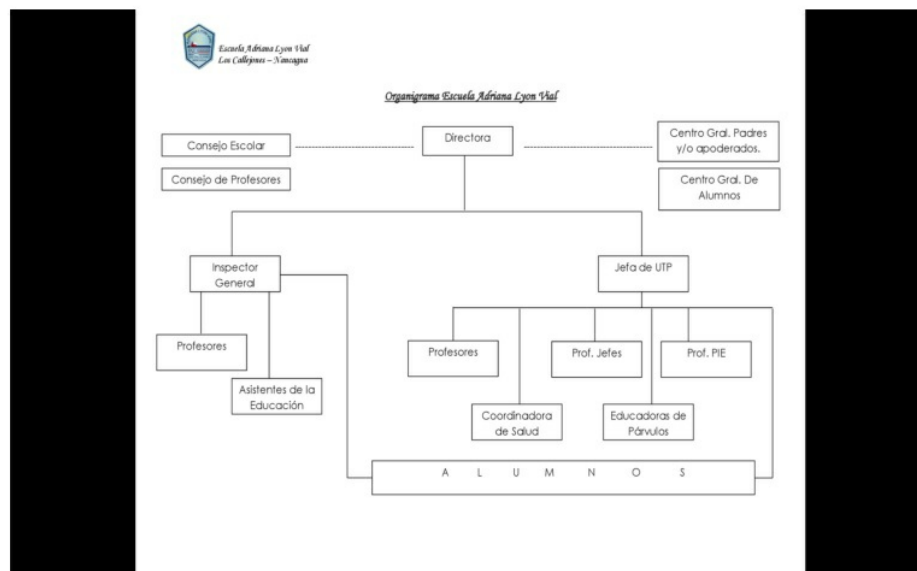 Escuela Adriana Lyon Vial
Los Callejones – Nancagua
Organigrama Escuela Adriana Lyon Vial
Consejo Escolar
Directora
Centro Gral. Padres
y/o apoderados.
Consejo de Profesores
Centro Gral. De
Alumnos
Inspector
General
Jefa de UTP
Profesores
Asistentes de la
Educación
Profesores
Prof. Jefes
Prof. PIE
Coordinadora
de Salud
Educadoras de
Párvulos
A L U M N O S